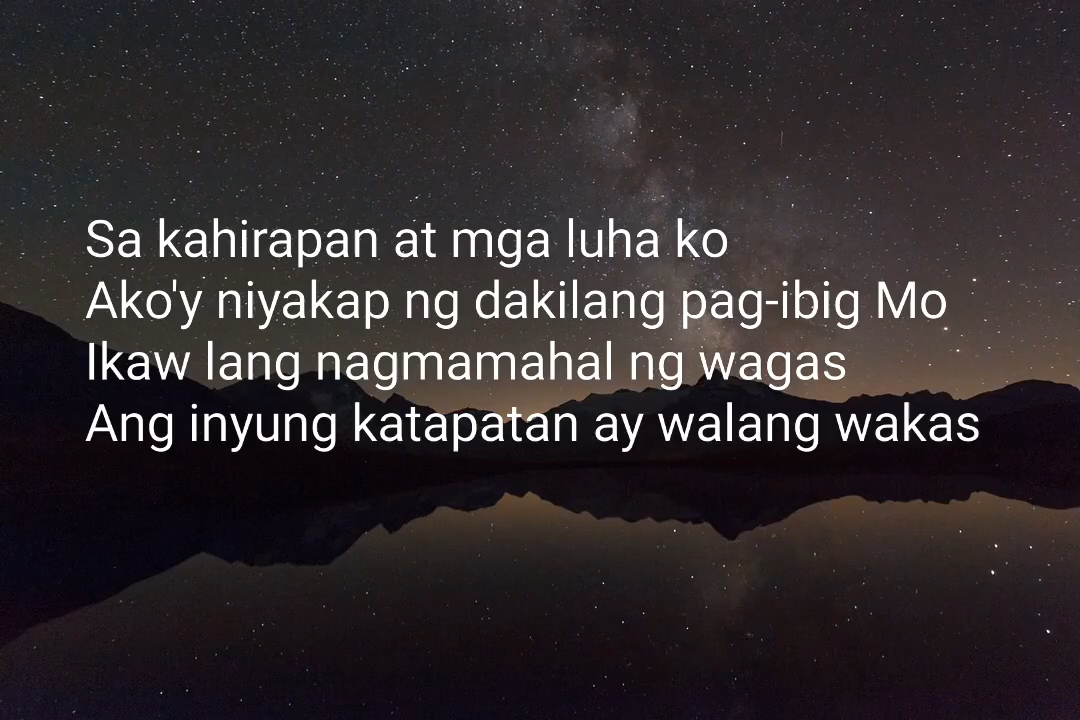 Sa kahirapan at mga luha ko
Ako'y niyakap ng dakilang pag-ibig Mo
Ikaw lang nagmamahal ng wagas
Ang inyung katapatan ay walang wakas